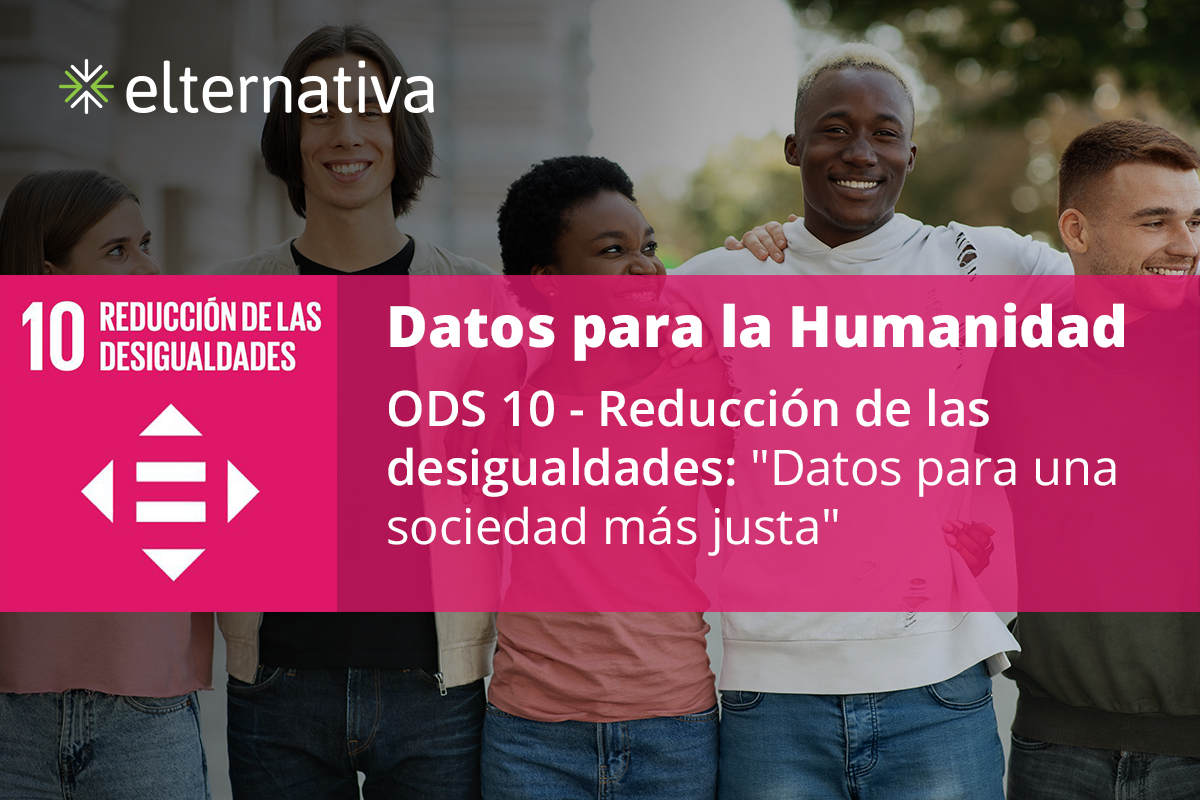 elternativa
10 REDUCCIÓN DE LAS
DESIGUALDADES
Datos para la Humanidad
ODS 10 - Reducción de las
desigualdades: "Datos para una
sociedad más justa"